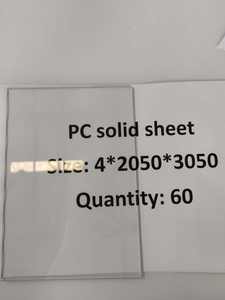 PC solid sheet
Size: 4*2050*3050
Quantity: 60